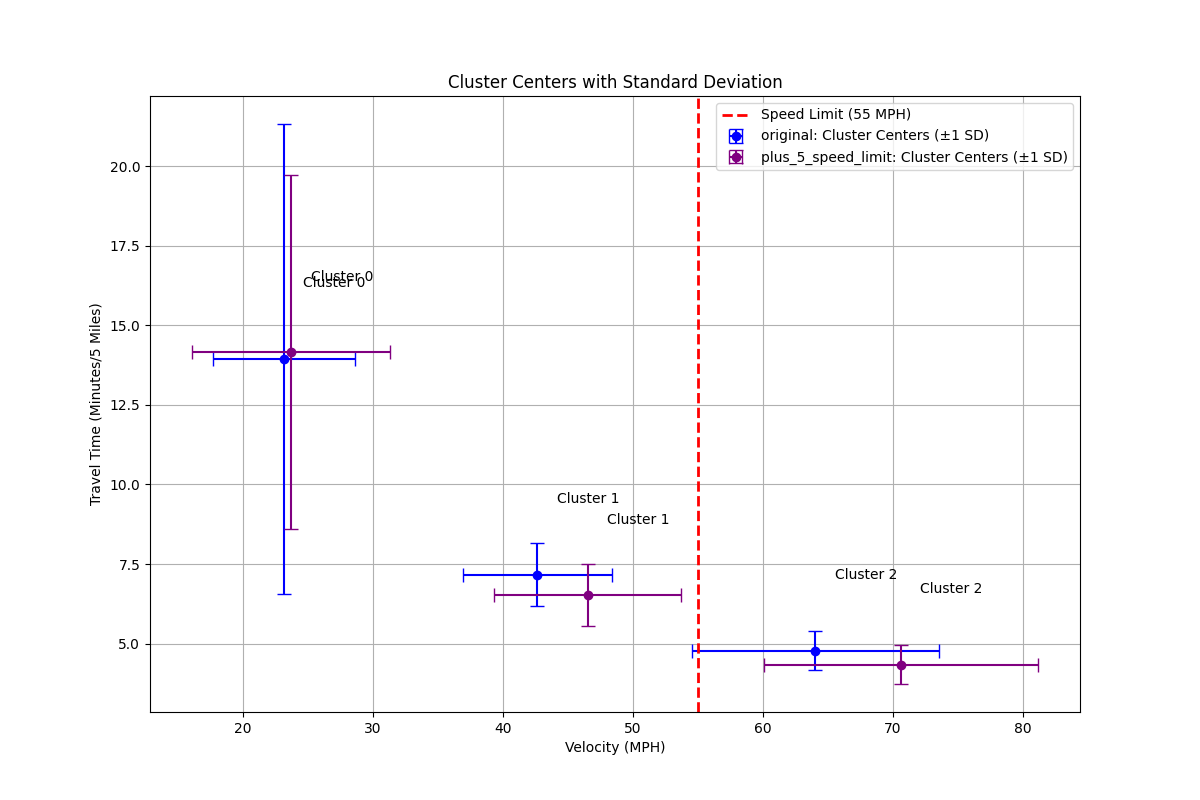 Cluster Centers with Standard Deviation
Speed Limit (55 MPH)
original: Cluster Centers (±1 SD)
plus_5_speed_limit: Cluster Centers (±1 SD)
20.0
17.5
15.0
12.5
10.0
7.5
5.0
Travel Time (Minutes/5 Miles)
Cluster 0
Cluster 0
Cluster 1
Cluster 1
Cluster 2
Cluster 2
20 30 40 50 60 70 80
Velocity (MPH)